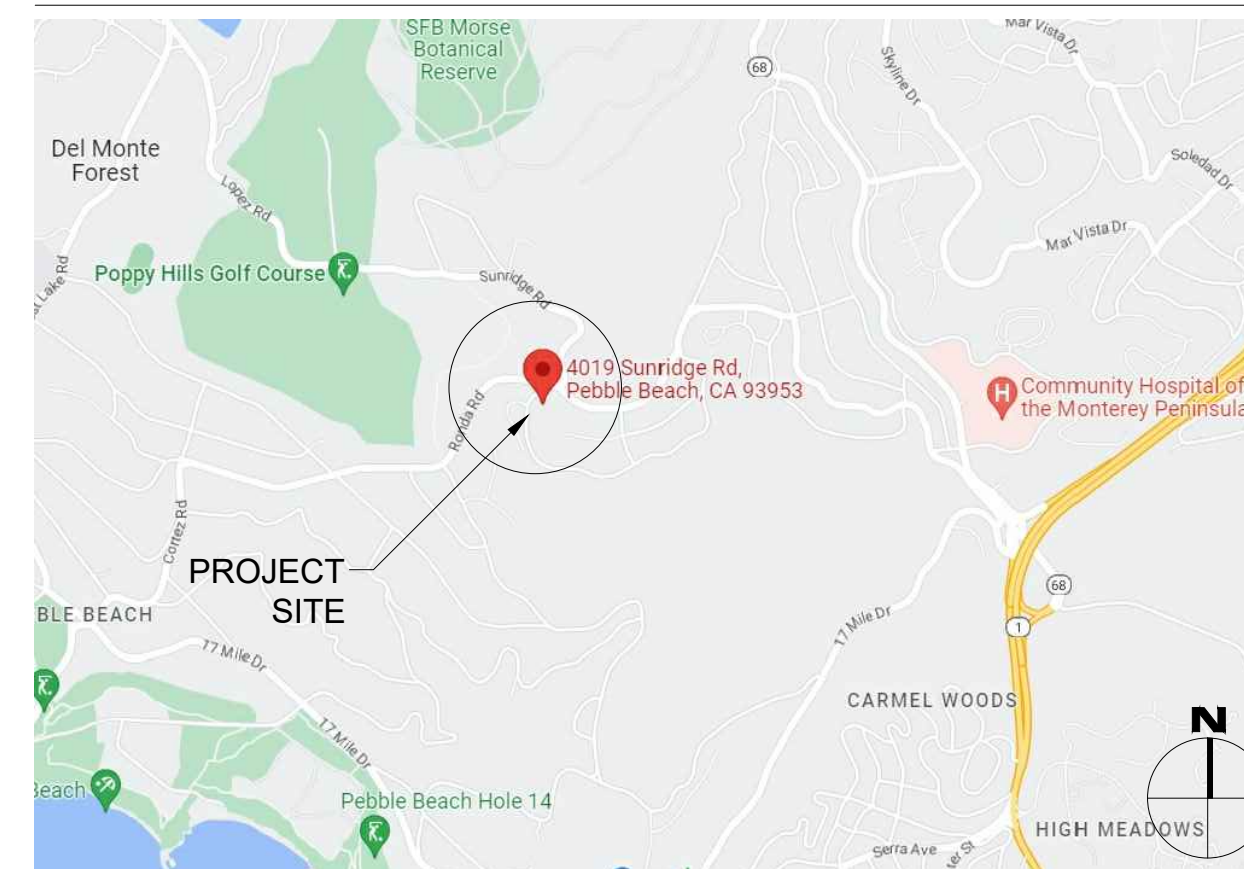 SFB Morse
Botanical
Reserve
68
Mar Vista Dr
Skyline Dr
Del Monte
Forest
Soledad Dr
Lopez Rd
Mar Vista Dr
Poppy Hills Golf Course
Sunridge Rd
Lake Rd
4019 Sunridge Rd,
Pebble Beach, CA 93953
H
Community Hospital of
the Monterey Peninsula
Ronda Rd
Cortez Rd
PROJECT
SITE
68
BLE BEACH
17 Mile Dr
1
17 Mile Dr
CARMEL WOODS
N
17 Mile Dr
Beach
Pebble Beach Hole 14
HIGH MEADOWS
Serra Ave